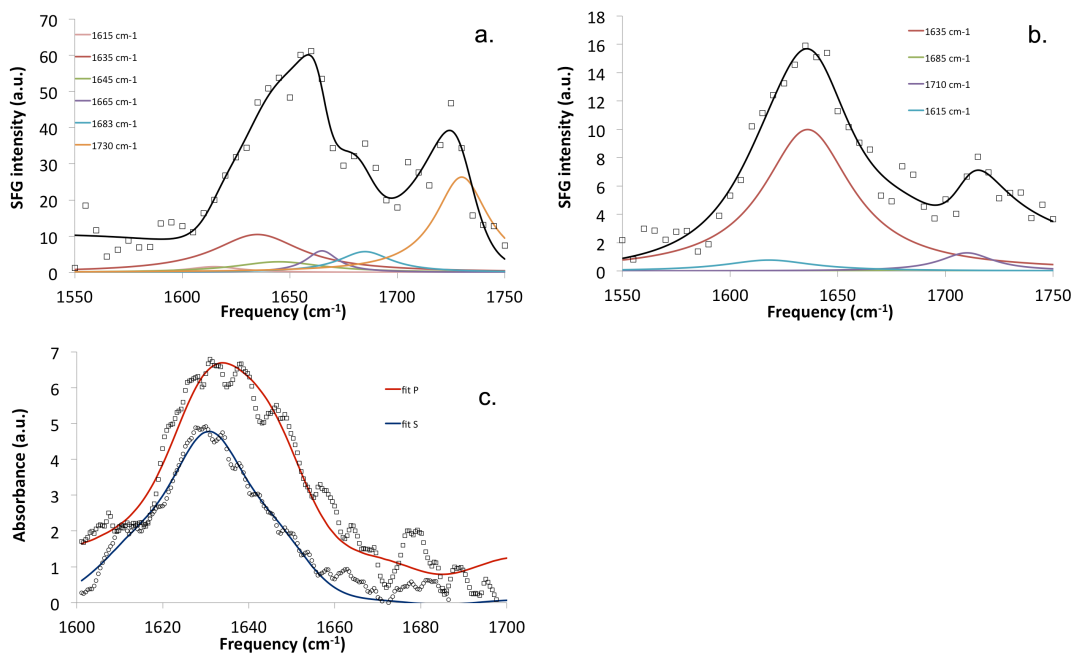 a.
SFG intensity (a.u.)
70
60
50
40
30
20
10
0
1615 cm-1
1635 cm-1
1645 cm-1
1665 cm-1
1683 cm-1
1730 cm-1
1550
1600
1650
1700
1750
Frequency (cm⁻¹)
b.
SFG intensity (a.u.)
18
16
14
12
10
8
6
4
2
0
1635 cm-1
1685 cm-1
1710 cm-1
1615 cm-1
1550
1600
1650
1700
1750
Frequency (cm⁻¹)
c.
Absorbance (a.u.)
7
6
5
4
3
2
1
0
fit P
fit S
1600
1620
1640
1660
1680
1700
Frequency (cm⁻¹)